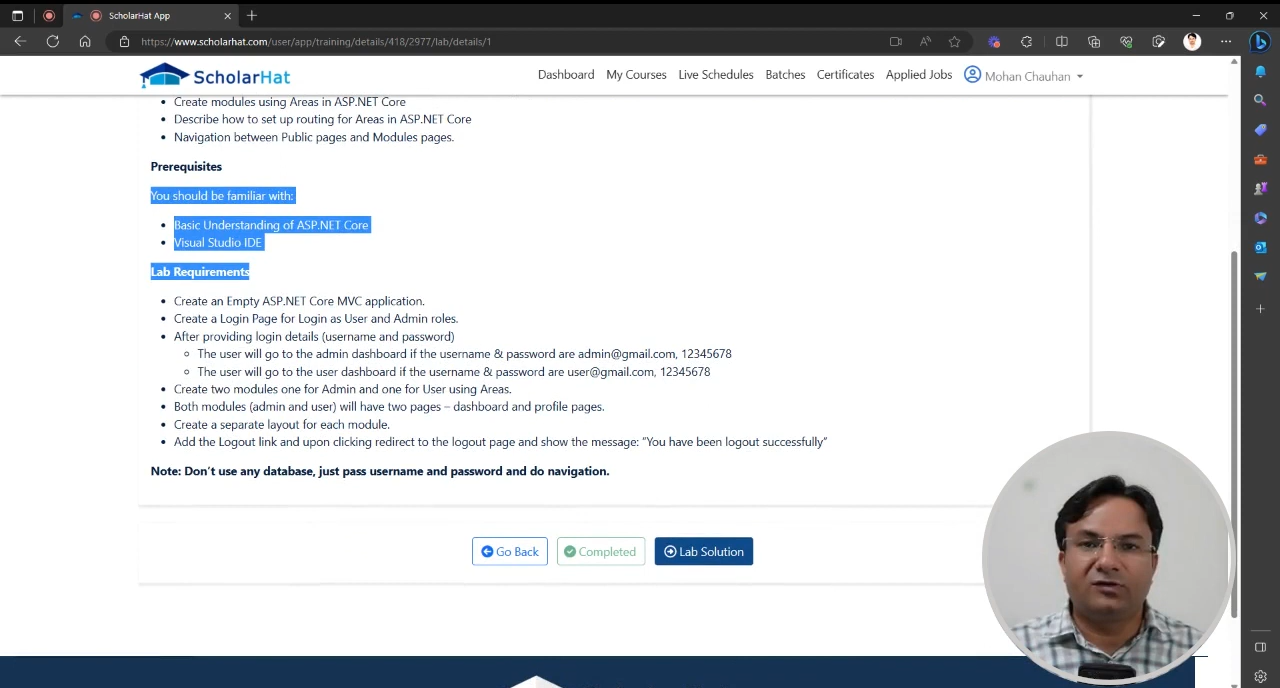 ScholarHat App
https://www.scholarhat.com/user/app/training/details/418/2977/lab/details/1
ScholarHat
Dashboard My Courses Live Schedules Batches Certificates Applied Jobs Mohan Chauhan
Create modules using Areas in ASP.NET Core
Describe how to set up routing for Areas in ASP.NET Core
Navigation between Public pages and Modules pages.
Prerequisites
You should be familiar with:
Basic Understanding of ASP.NET Core
Visual Studio IDE
Lab Requirements
Create an Empty ASP.NET Core MVC application.
Create a Login Page for Login as User and Admin roles.
After providing login details (username and password)
The user will go to the admin dashboard if the username & password are admin@gmail.com, 12345678
The user will go to the user dashboard if the username & password are user@gmail.com, 12345678
Create two modules one for Admin and one for User using Areas.
Both modules (admin and user) will have two pages – dashboard and profile pages.
Create a separate layout for each module.
Add the Logout link and upon clicking redirect to the logout page and show the message: "You have been logout successfully"
Note: Don't use any database, just pass username and password and do navigation.
Go Back Completed Lab Solution